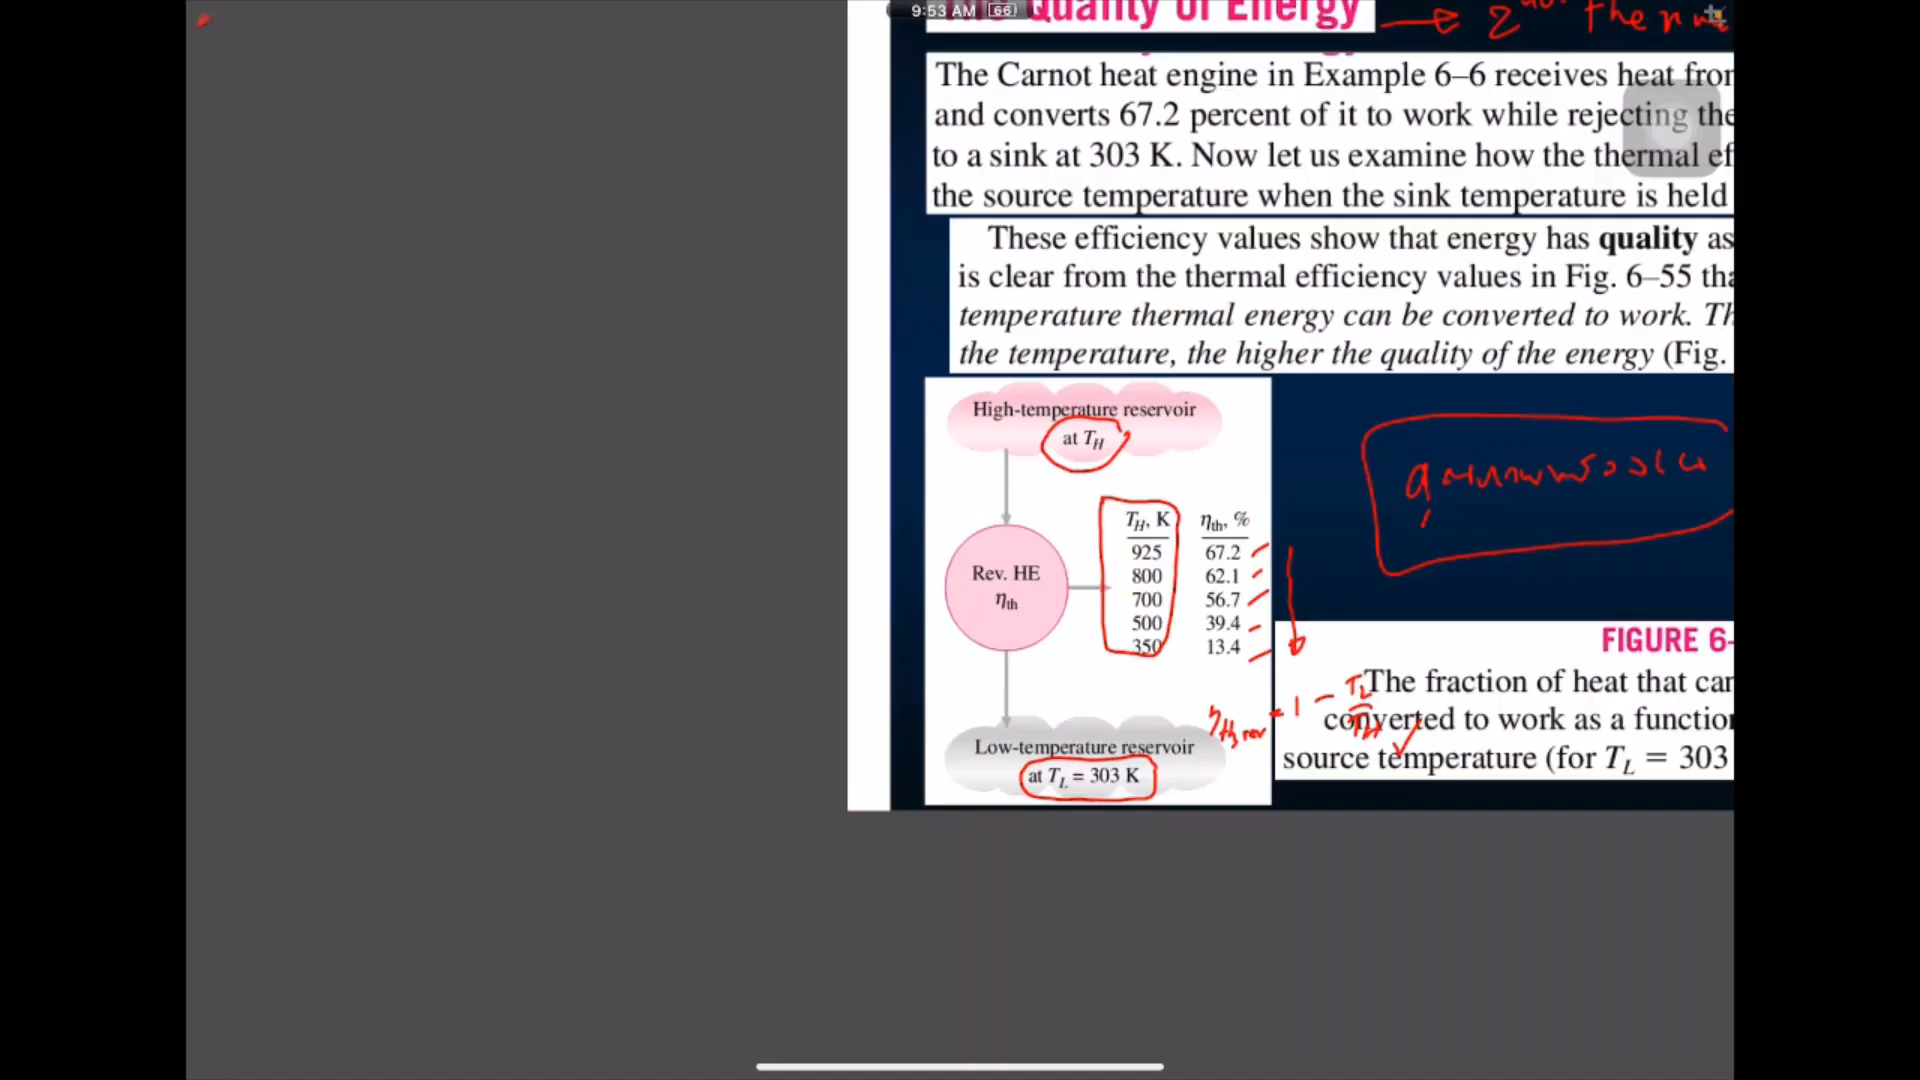 9:53 AM 66
Quality of Energy → 2
The Carnot heat engine in Example 6–6 receives heat from
and converts 67.2 percent of it to work while rejecting the
to a sink at 303 K. Now let us examine how the thermal ef
the source temperature when the sink temperature is held
These efficiency values show that energy has quality as
is clear from the thermal efficiency values in Fig. 6–55 tha
temperature thermal energy can be converted to work. Th
the temperature, the higher the quality of the energy (Fig.
High-temperature reservoir
at T_H
T_H, K η_th, %
925 67.2
800 62.1
700 56.7
500 39.4
350 13.4
Rev. HE
η_th
Low-temperature reservoir
at T_L = 303 K
η_th rev = 1 − T_L/T_H
FIGURE 6-
The fraction of heat that can
converted to work as a function
source temperature (for T_L = 303